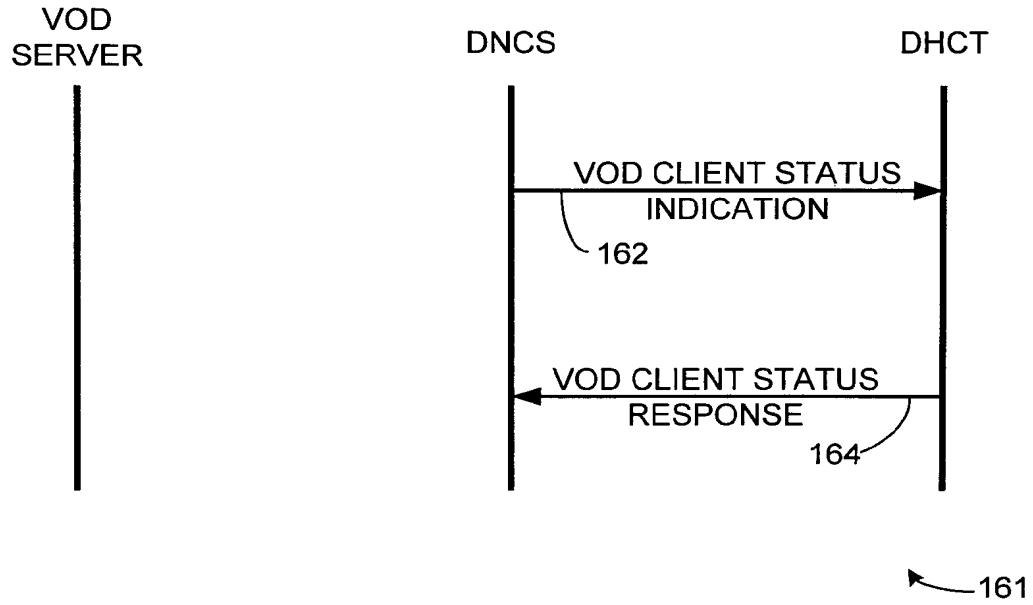 VOD
SERVER
DNCS
DHCT
VOD CLIENT STATUS
INDICATION
162
VOD CLIENT STATUS
RESPONSE
164
161